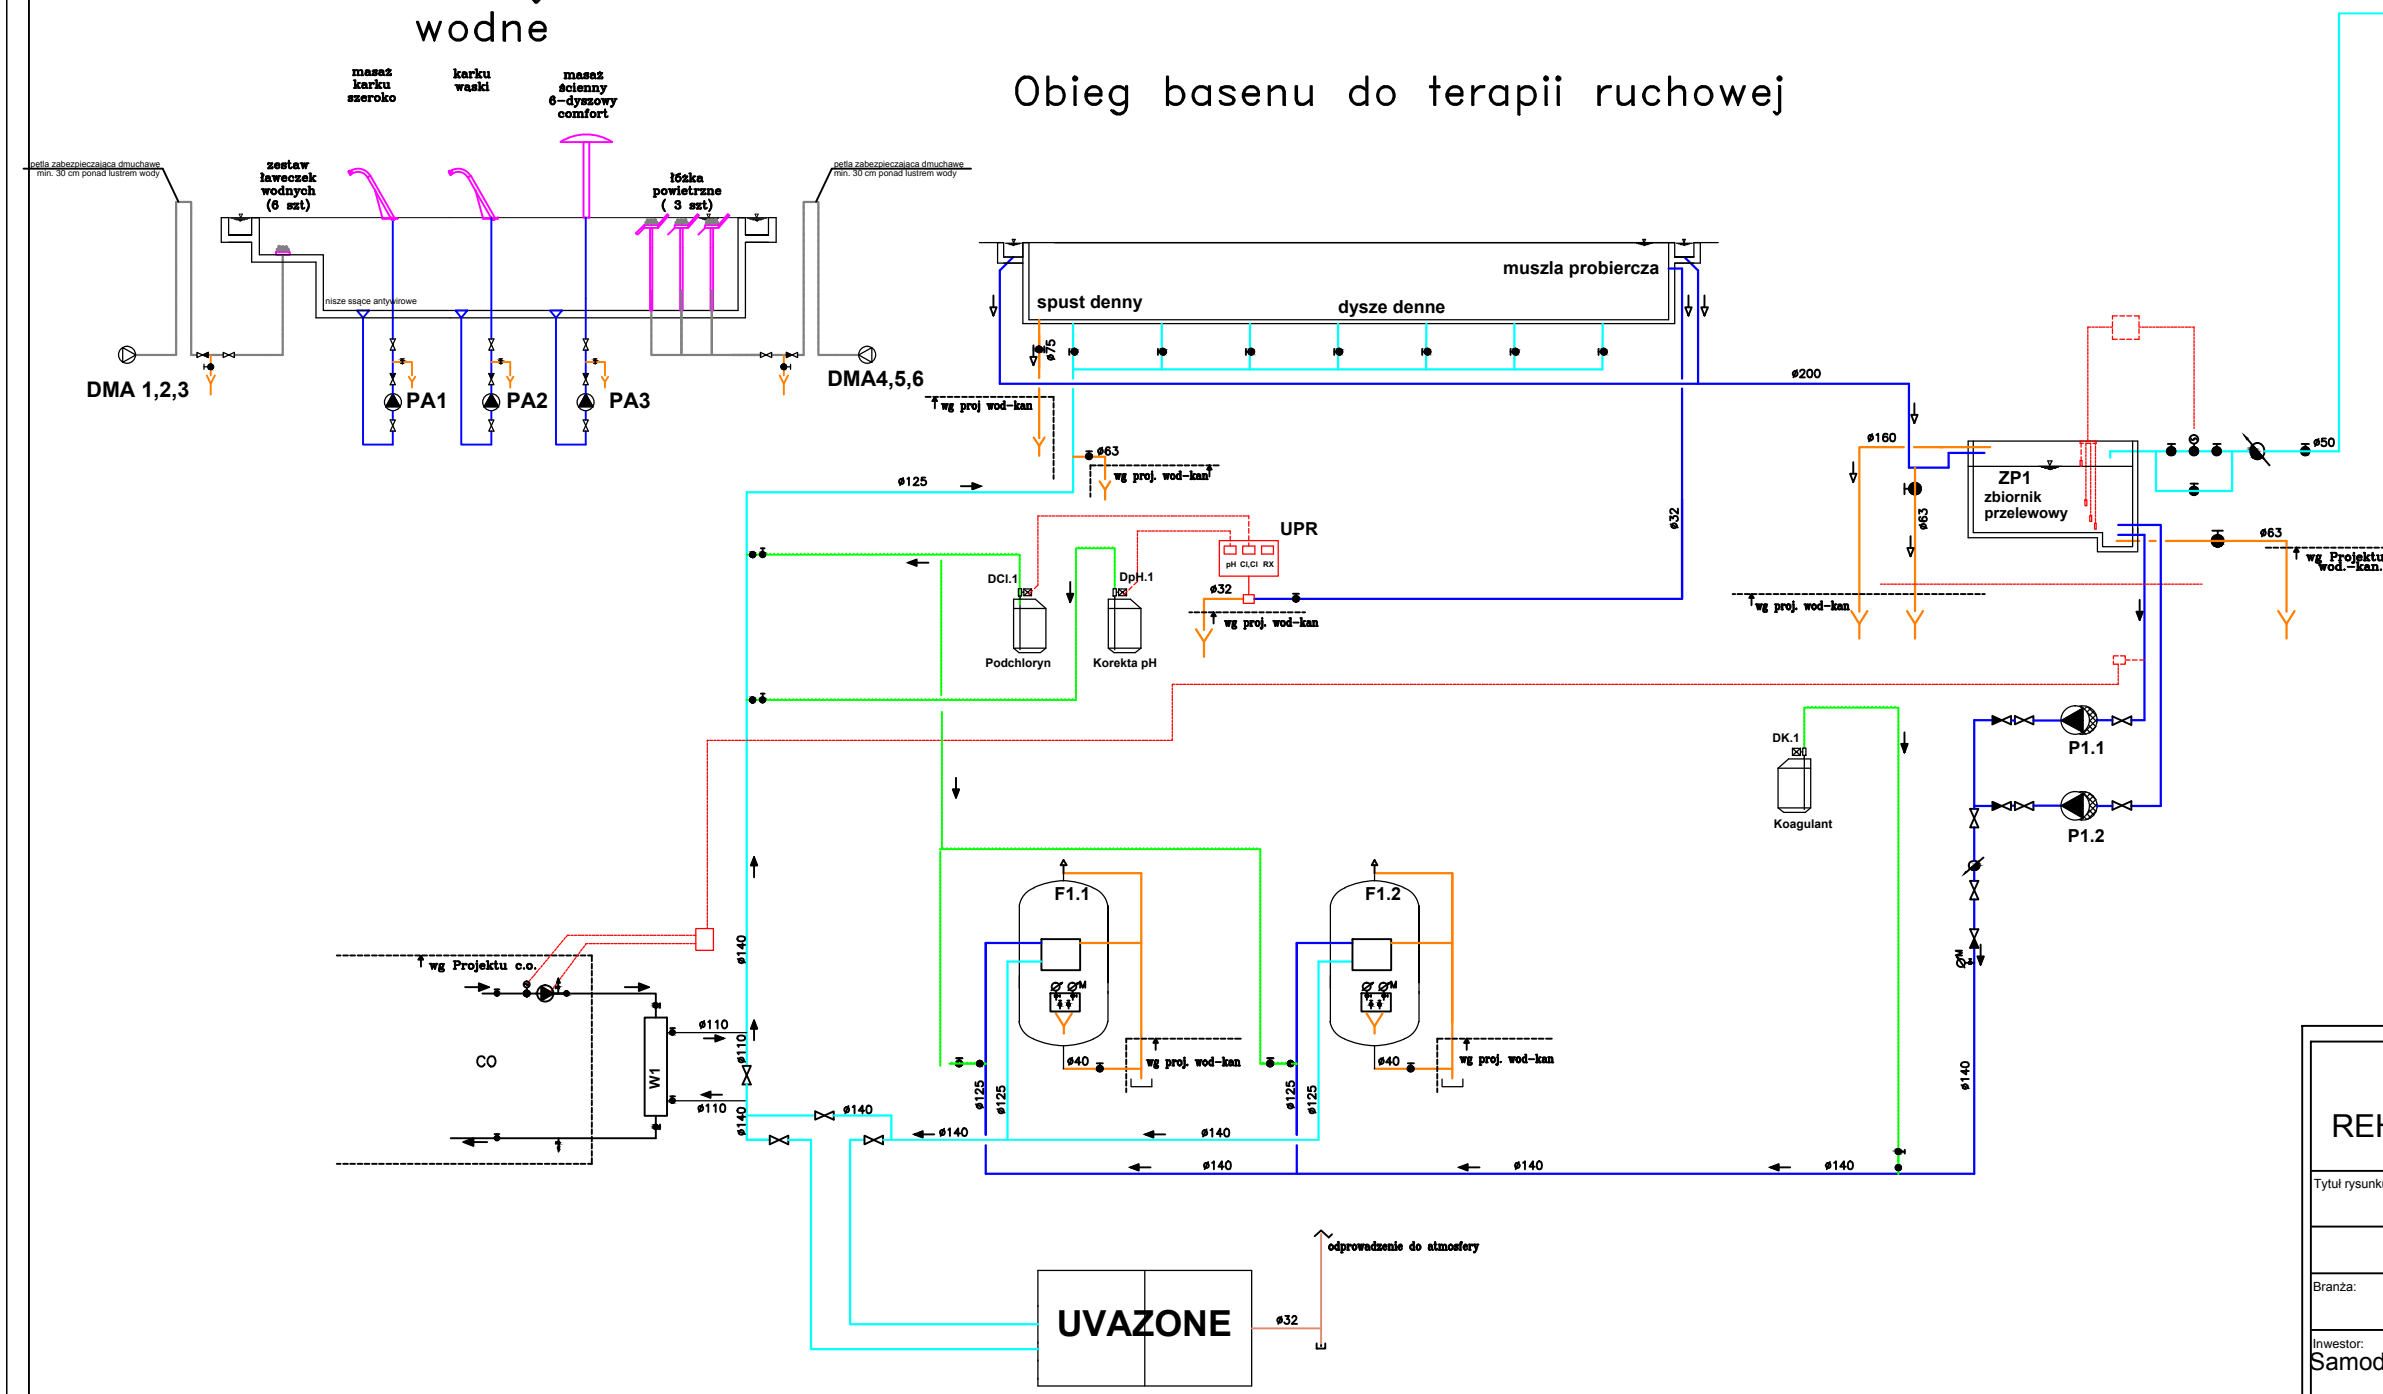 wodne
Obieg basenu do terapii ruchowej
masaż
karku
szeroko
karku
wąski
masaż
ścienny
6-dyszowy
comfort
pętla zabezpieczająca dmuchawę
min. 30 cm ponad lustrem wody
zestaw
ławeczek
wodnych
(6 szt)
łóżka
powietrzne
( 3 szt)
pętla zabezpieczająca dmuchawę
min. 30 cm ponad lustrem wody
nisze ssące antywirowe
DMA 1,2,3
PA1
PA2
PA3
DMA4,5,6
muszla probiercza
spust denny
dysze denne
ø75
ø200
wg proj wod-kan
ø63
wg proj. wod-kan
ø125
ø160
ø63
ZP1
zbiornik
przelewowy
ø50
ø63
wg Projektu
wod.-kan.
ø32
UPR
pH Cl,Cl RX
ø32
wg proj. wod-kan
wg proj. wod-kan
DCl.1
DpH.1
Podchloryn
Korekta pH
DK.1
Koagulant
P1.1
P1.2
F1.1
F1.2
M
M
M
ø140
wg Projektu c.o.
CO
W1
ø110
ø110
ø110
ø140
ø140
ø140
ø125
ø125
ø40
wg proj. wod-kan
ø125
ø125
ø40
wg proj. wod-kan
ø140
ø140
ø140
ø140
ø140
odprowadzenie do atmosfery
UVAZONE
ø32
REH
Tytuł rysunku
Branża:
Inwestor:
Samod